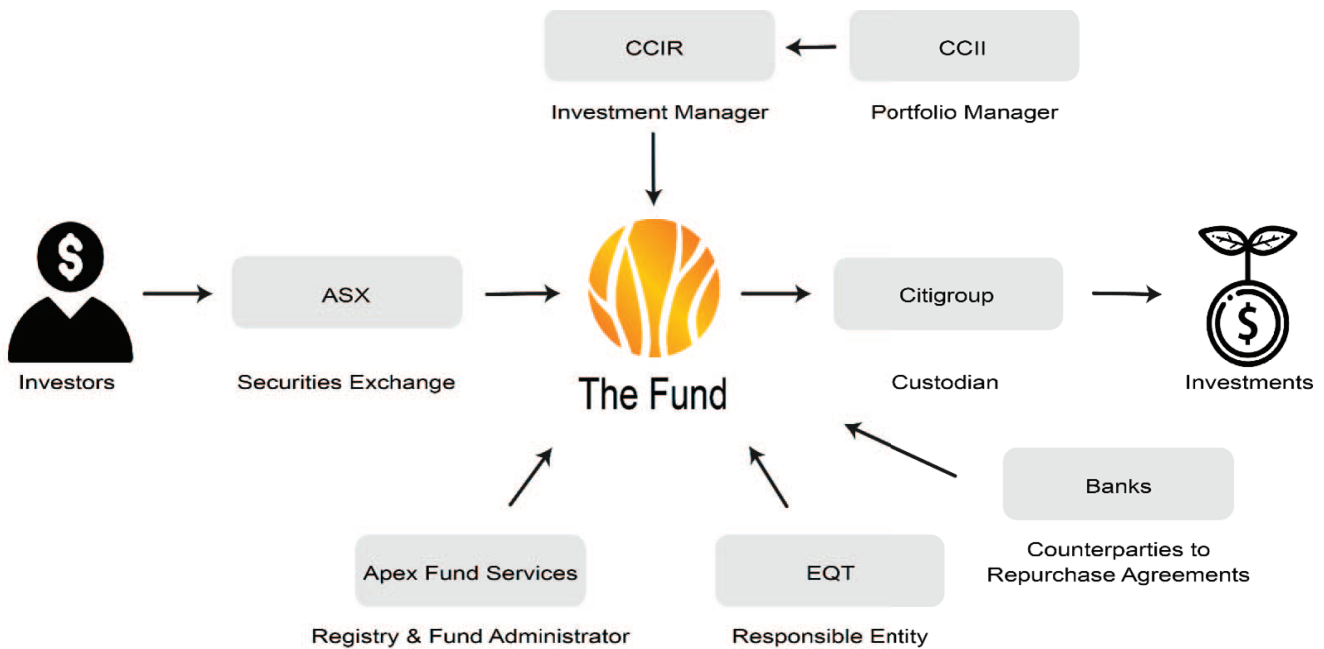 CCIR
CCII
Investment Manager
Portfolio Manager
$
ASX
Citigroup
$
Investors
Securities Exchange
The Fund
Custodian
Investments
Banks
Counterparties to
Repurchase Agreements
Apex Fund Services
EQT
Registry & Fund Administrator
Responsible Entity